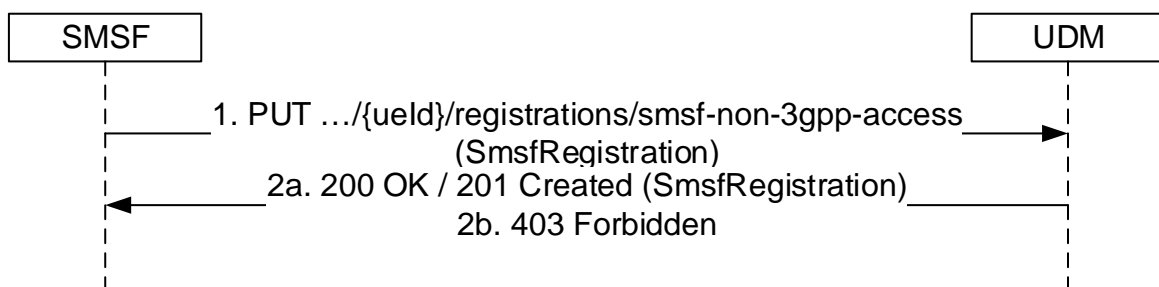 SMSF
UDM
1. PUT …/{ueId}/registrations/smsf-non-3gpp-access
(SmsfRegistration)
2a. 200 OK / 201 Created (SmsfRegistration)
2b. 403 Forbidden